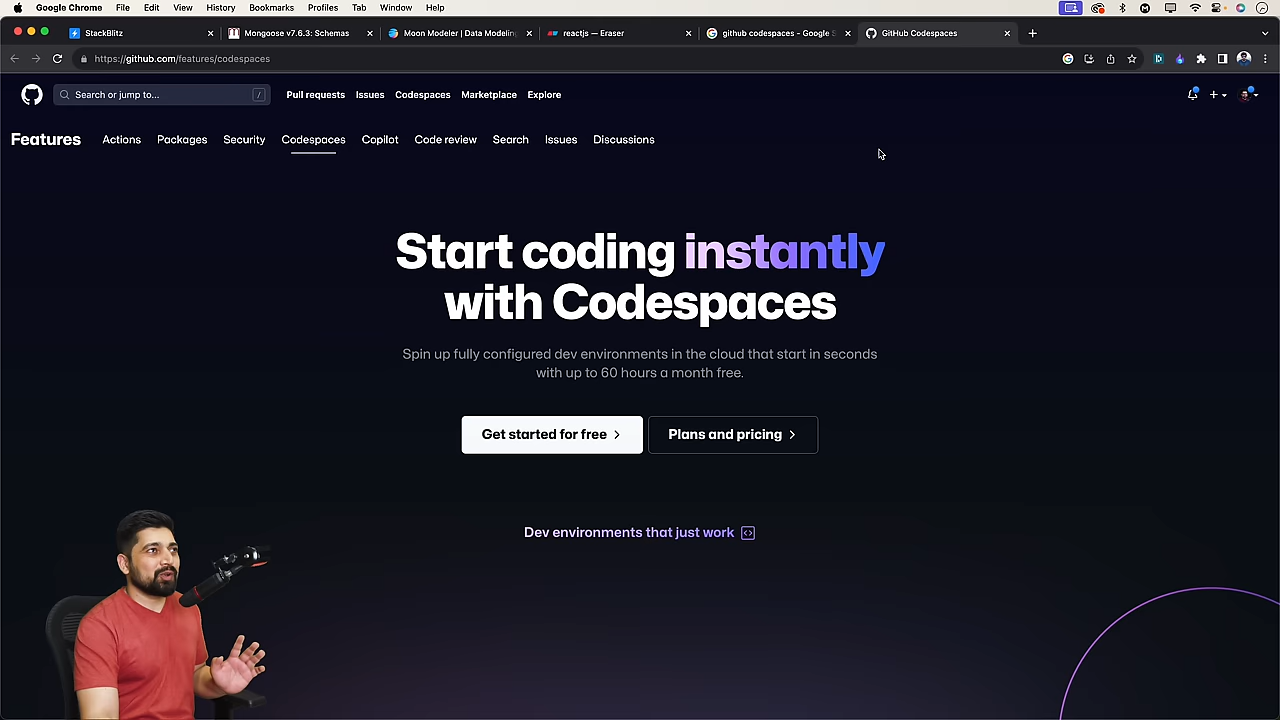 Google Chrome File Edit View History Bookmarks Profiles Tab Window Help
StackBlitz
Mongoose v7.6.3: Schemas
Moon Modeler | Data Modeling
reactjs — Eraser
github codespaces - Google S
GitHub Codespaces
https://github.com/features/codespaces
Search or jump to... /
Pull requests Issues Codespaces Marketplace Explore
Features Actions Packages Security Codespaces Copilot Code review Search Issues Discussions
Start coding instantly
with Codespaces
Spin up fully configured dev environments in the cloud that start in seconds
with up to 60 hours a month free.
Get started for free
Plans and pricing
Dev environments that just work